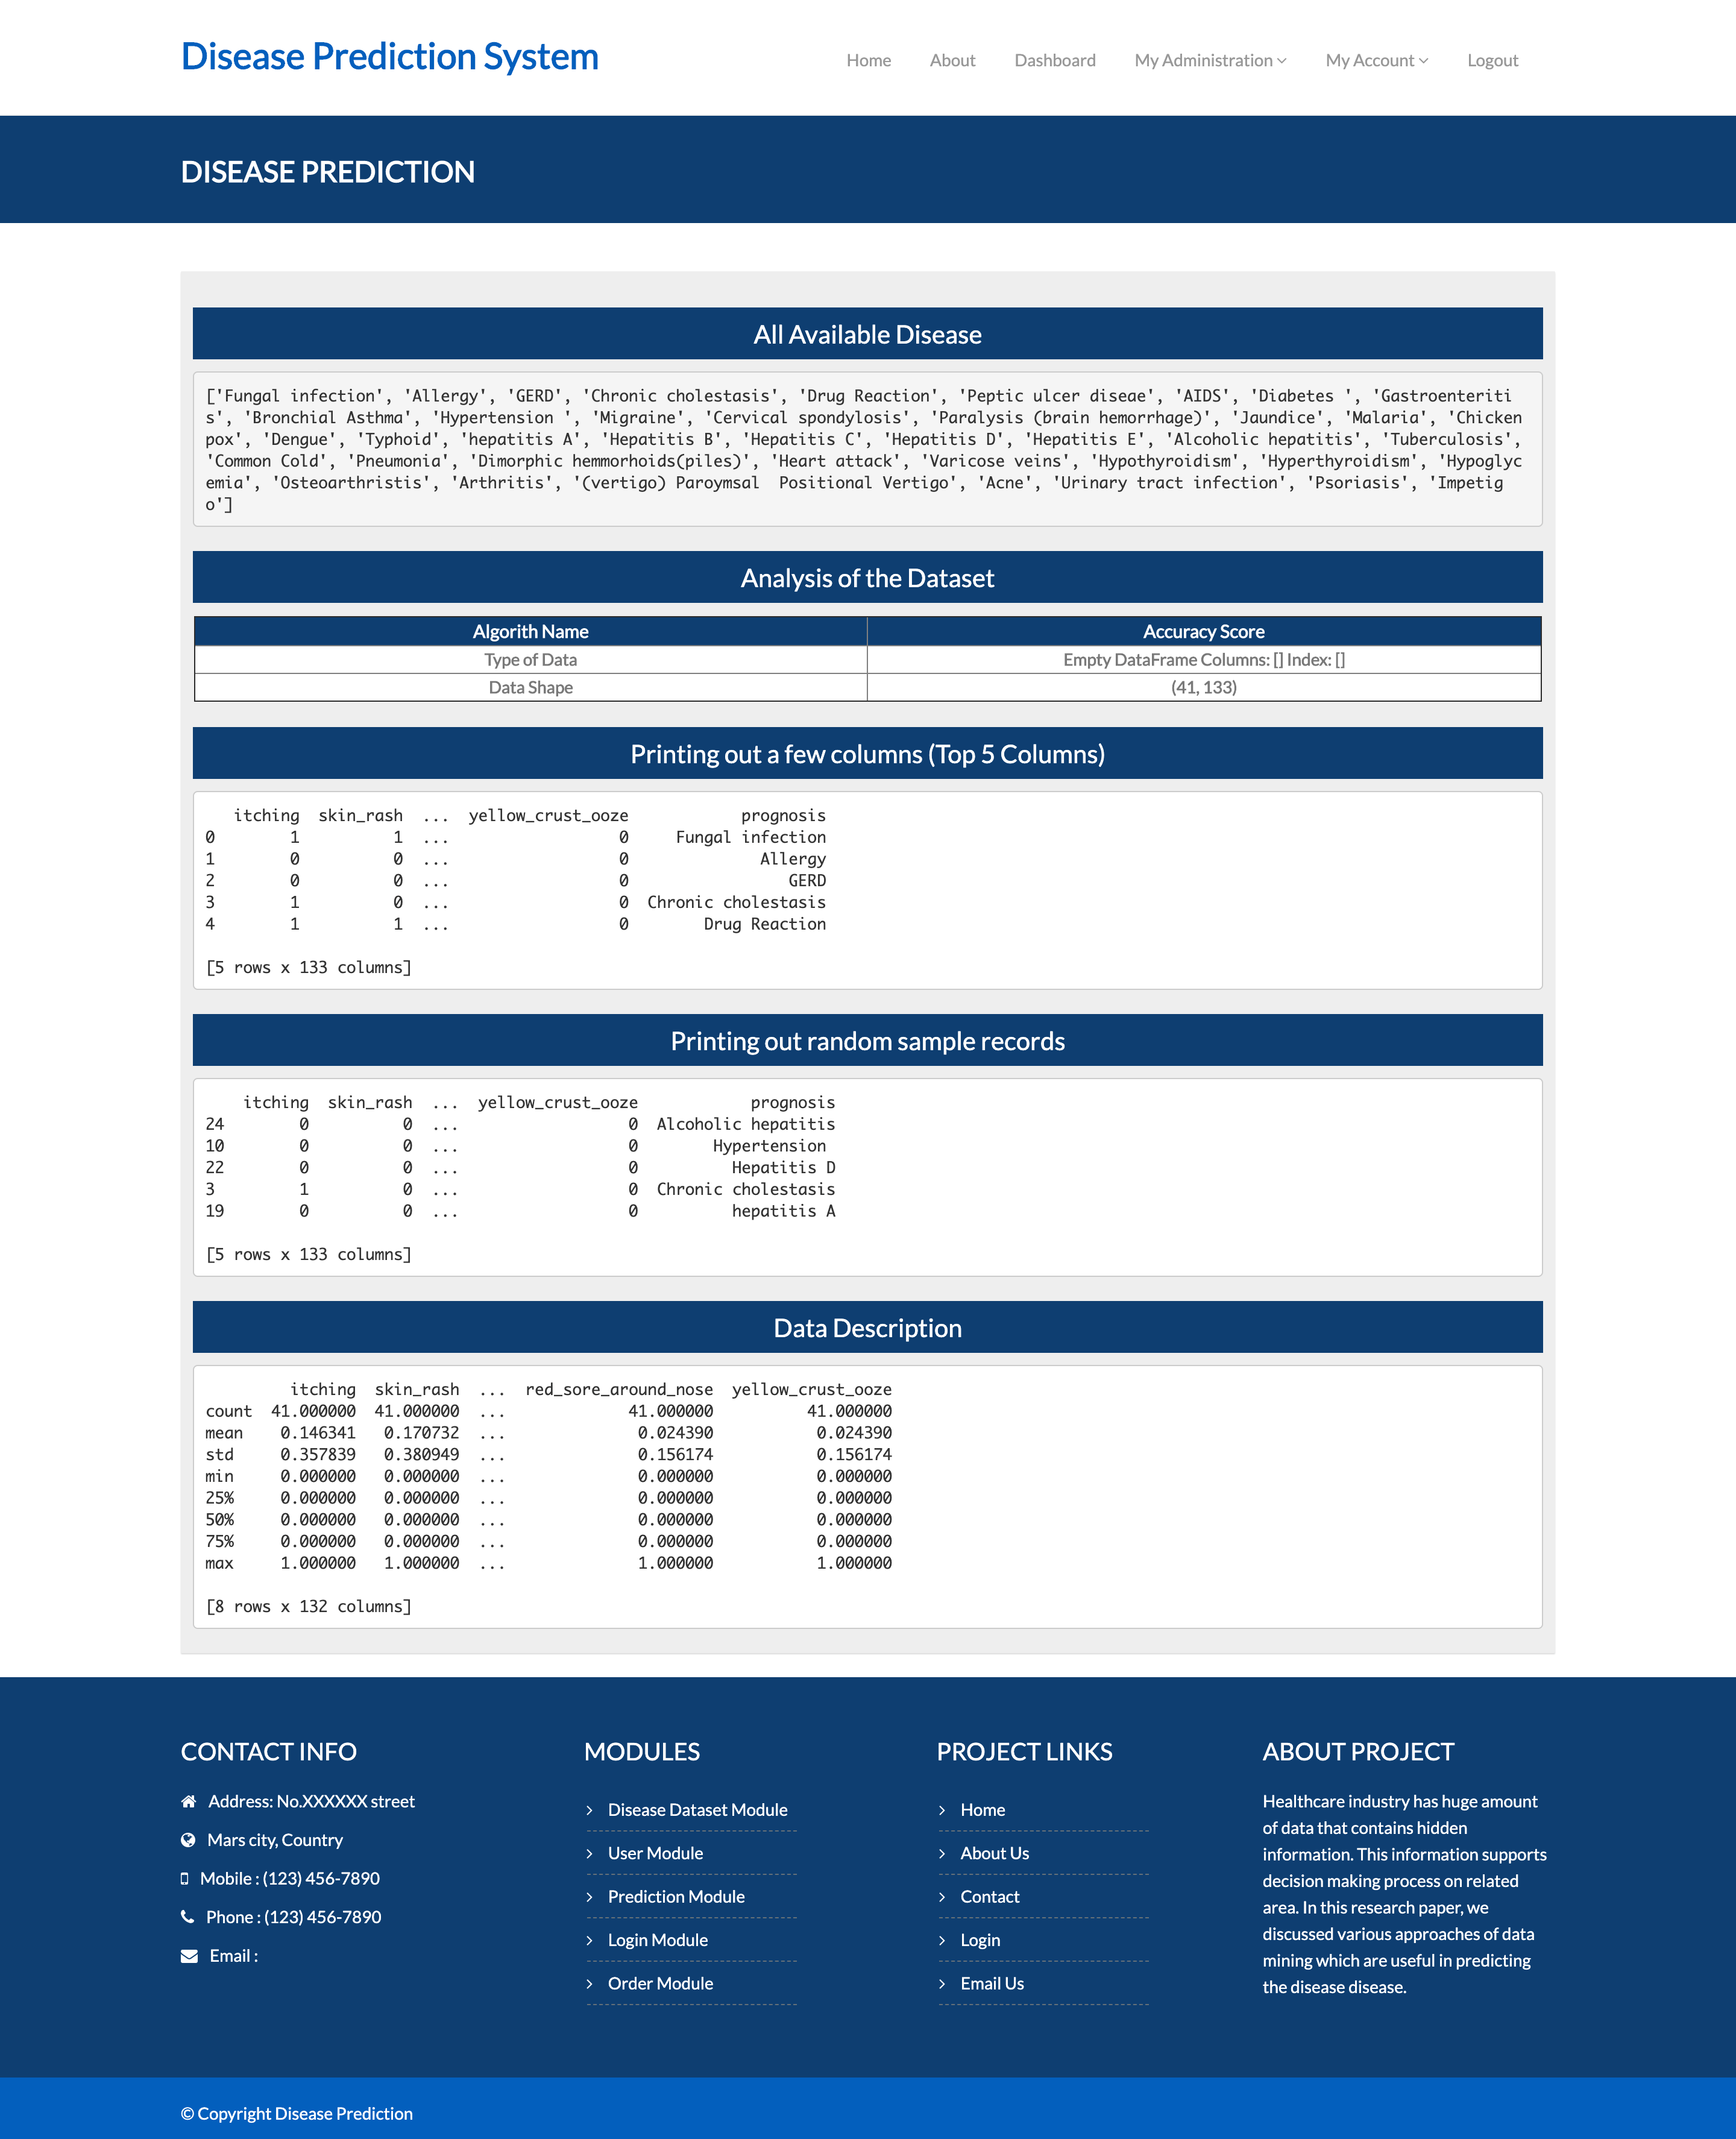 Disease Prediction System
Home About Dashboard My Administration My Account Logout
DISEASE PREDICTION
All Available Disease
['Fungal infection', 'Allergy', 'GERD', 'Chronic cholestasis', 'Drug Reaction', 'Peptic ulcer diseae', 'AIDS', 'Diabetes ', 'Gastroenteriti
s', 'Bronchial Asthma', 'Hypertension ', 'Migraine', 'Cervical spondylosis', 'Paralysis (brain hemorrhage)', 'Jaundice', 'Malaria', 'Chicken
pox', 'Dengue', 'Typhoid', 'hepatitis A', 'Hepatitis B', 'Hepatitis C', 'Hepatitis D', 'Hepatitis E', 'Alcoholic hepatitis', 'Tuberculosis',
'Common Cold', 'Pneumonia', 'Dimorphic hemmorhoids(piles)', 'Heart attack', 'Varicose veins', 'Hypothyroidism', 'Hyperthyroidism', 'Hypoglyc
emia', 'Osteoarthristis', 'Arthritis', '(vertigo) Paroymsal  Positional Vertigo', 'Acne', 'Urinary tract infection', 'Psoriasis', 'Impetig
o']
Analysis of the Dataset
Algorith Name Accuracy Score
Type of Data Empty DataFrame Columns: [] Index: []
Data Shape (41, 133)
Printing out a few columns (Top 5 Columns)
itching skin_rash ... yellow_crust_ooze prognosis
0 1 1 ... 0 Fungal infection
1 0 0 ... 0 Allergy
2 0 0 ... 0 GERD
3 1 0 ... 0 Chronic cholestasis
4 1 1 ... 0 Drug Reaction
[5 rows x 133 columns]
Printing out random sample records
itching skin_rash ... yellow_crust_ooze prognosis
24 0 0 ... 0 Alcoholic hepatitis
10 0 0 ... 0 Hypertension
22 0 0 ... 0 Hepatitis D
3 1 0 ... 0 Chronic cholestasis
19 0 0 ... 0 hepatitis A
[5 rows x 133 columns]
Data Description
itching skin_rash ... red_sore_around_nose yellow_crust_ooze
count 41.000000 41.000000 ... 41.000000 41.000000
mean 0.146341 0.170732 ... 0.024390 0.024390
std 0.357839 0.380949 ... 0.156174 0.156174
min 0.000000 0.000000 ... 0.000000 0.000000
25% 0.000000 0.000000 ... 0.000000 0.000000
50% 0.000000 0.000000 ... 0.000000 0.000000
75% 0.000000 0.000000 ... 0.000000 0.000000
max 1.000000 1.000000 ... 1.000000 1.000000
[8 rows x 132 columns]
CONTACT INFO
Address: No.XXXXXX street
Mars city, Country
Mobile : (123) 456-7890
Phone : (123) 456-7890
Email :
MODULES
Disease Dataset Module
User Module
Prediction Module
Login Module
Order Module
PROJECT LINKS
Home
About Us
Contact
Login
Email Us
ABOUT PROJECT
Healthcare industry has huge amount
of data that contains hidden
information. This information supports
decision making process on related
area. In this research paper, we
discussed various approaches of data
mining which are useful in predicting
the disease disease.
© Copyright Disease Prediction